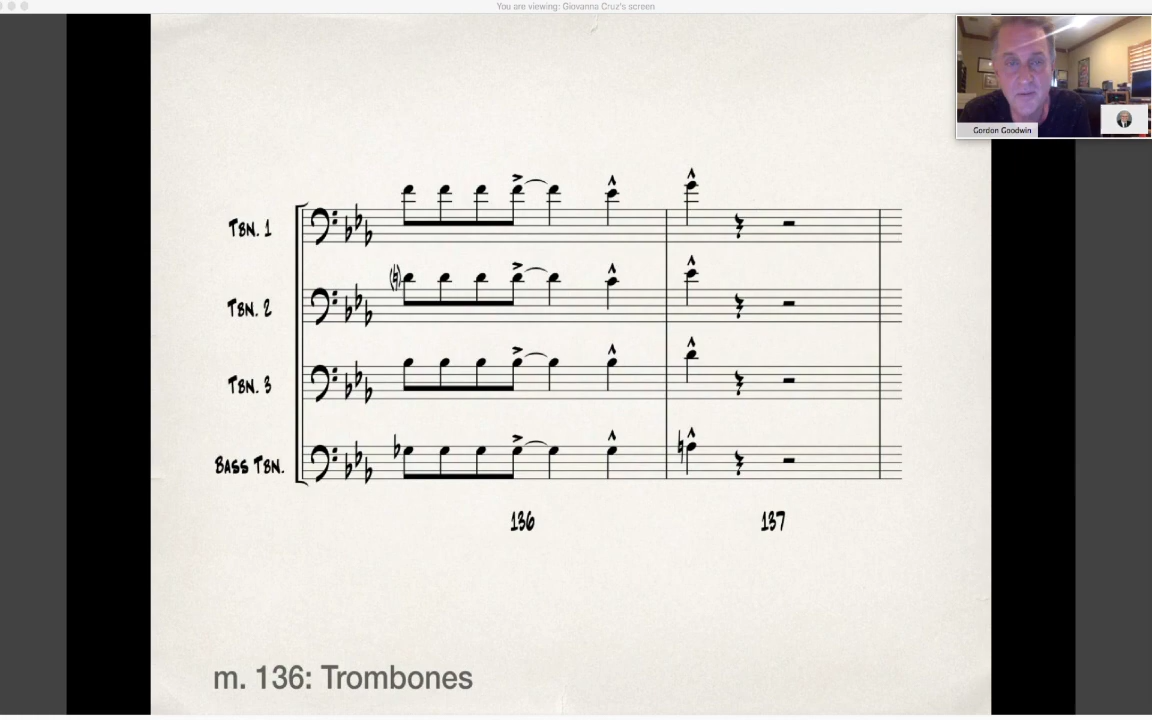 You are viewing: Giovanna Cruz's screen
Gordon Goodwin
TBN. 1
TBN. 2
TBN. 3
BASS TBN.
136 137
m. 136: Trombones